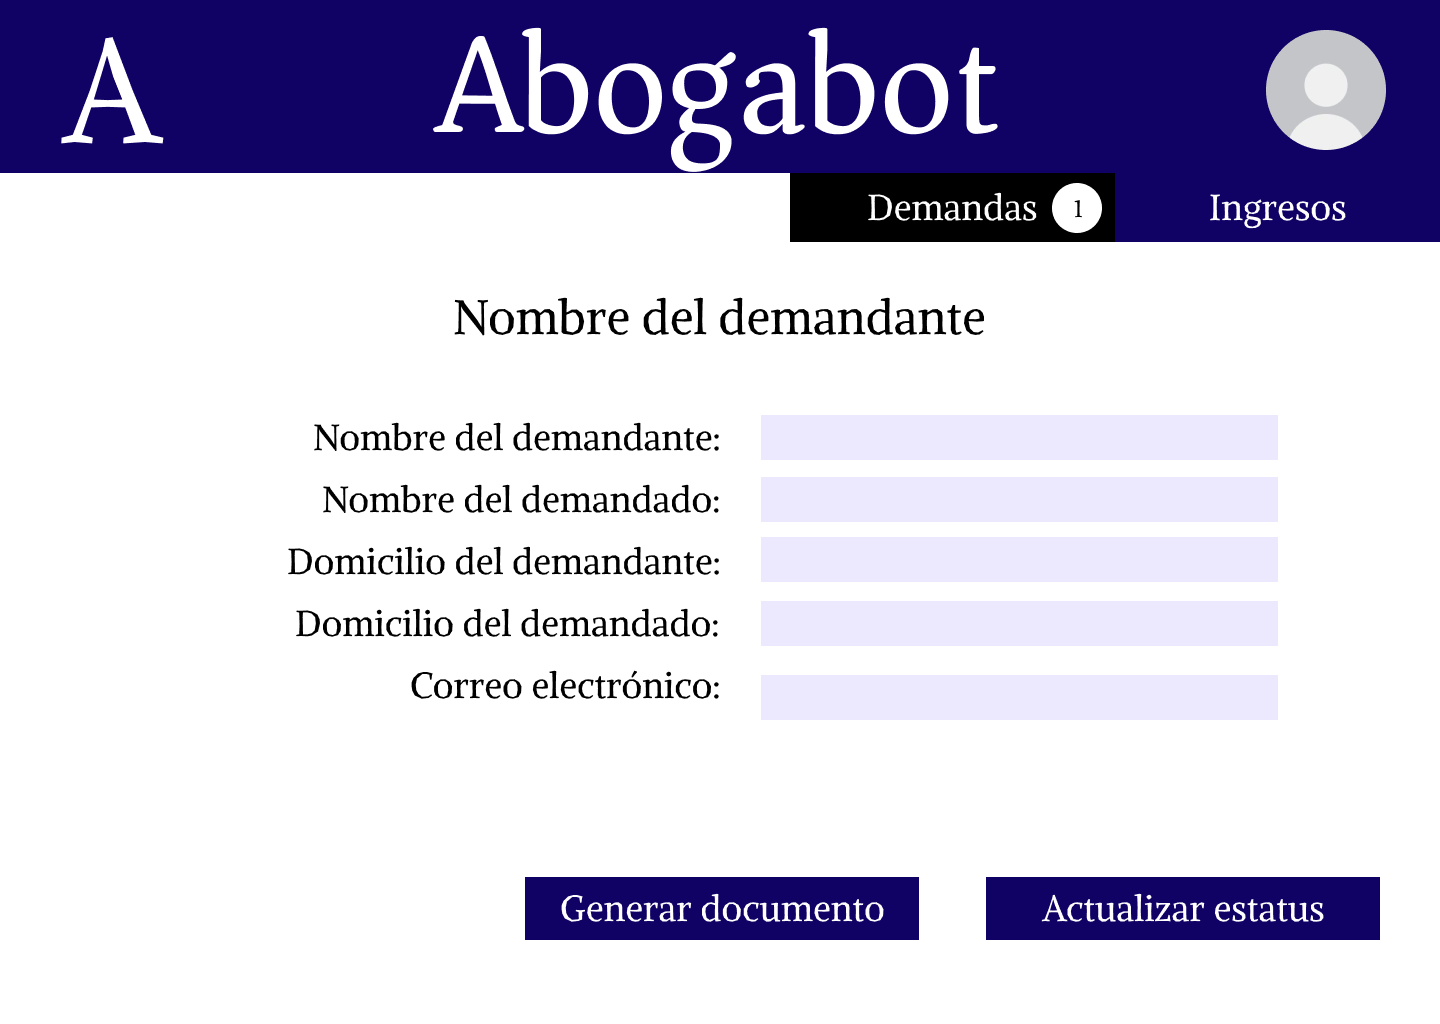 A
Abogabot
Demandas 1
Ingresos
Nombre del demandante
Nombre del demandante:
Nombre del demandado:
Domicilio del demandante:
Domicilio del demandado:
Correo electrónico:
Generar documento
Actualizar estatus